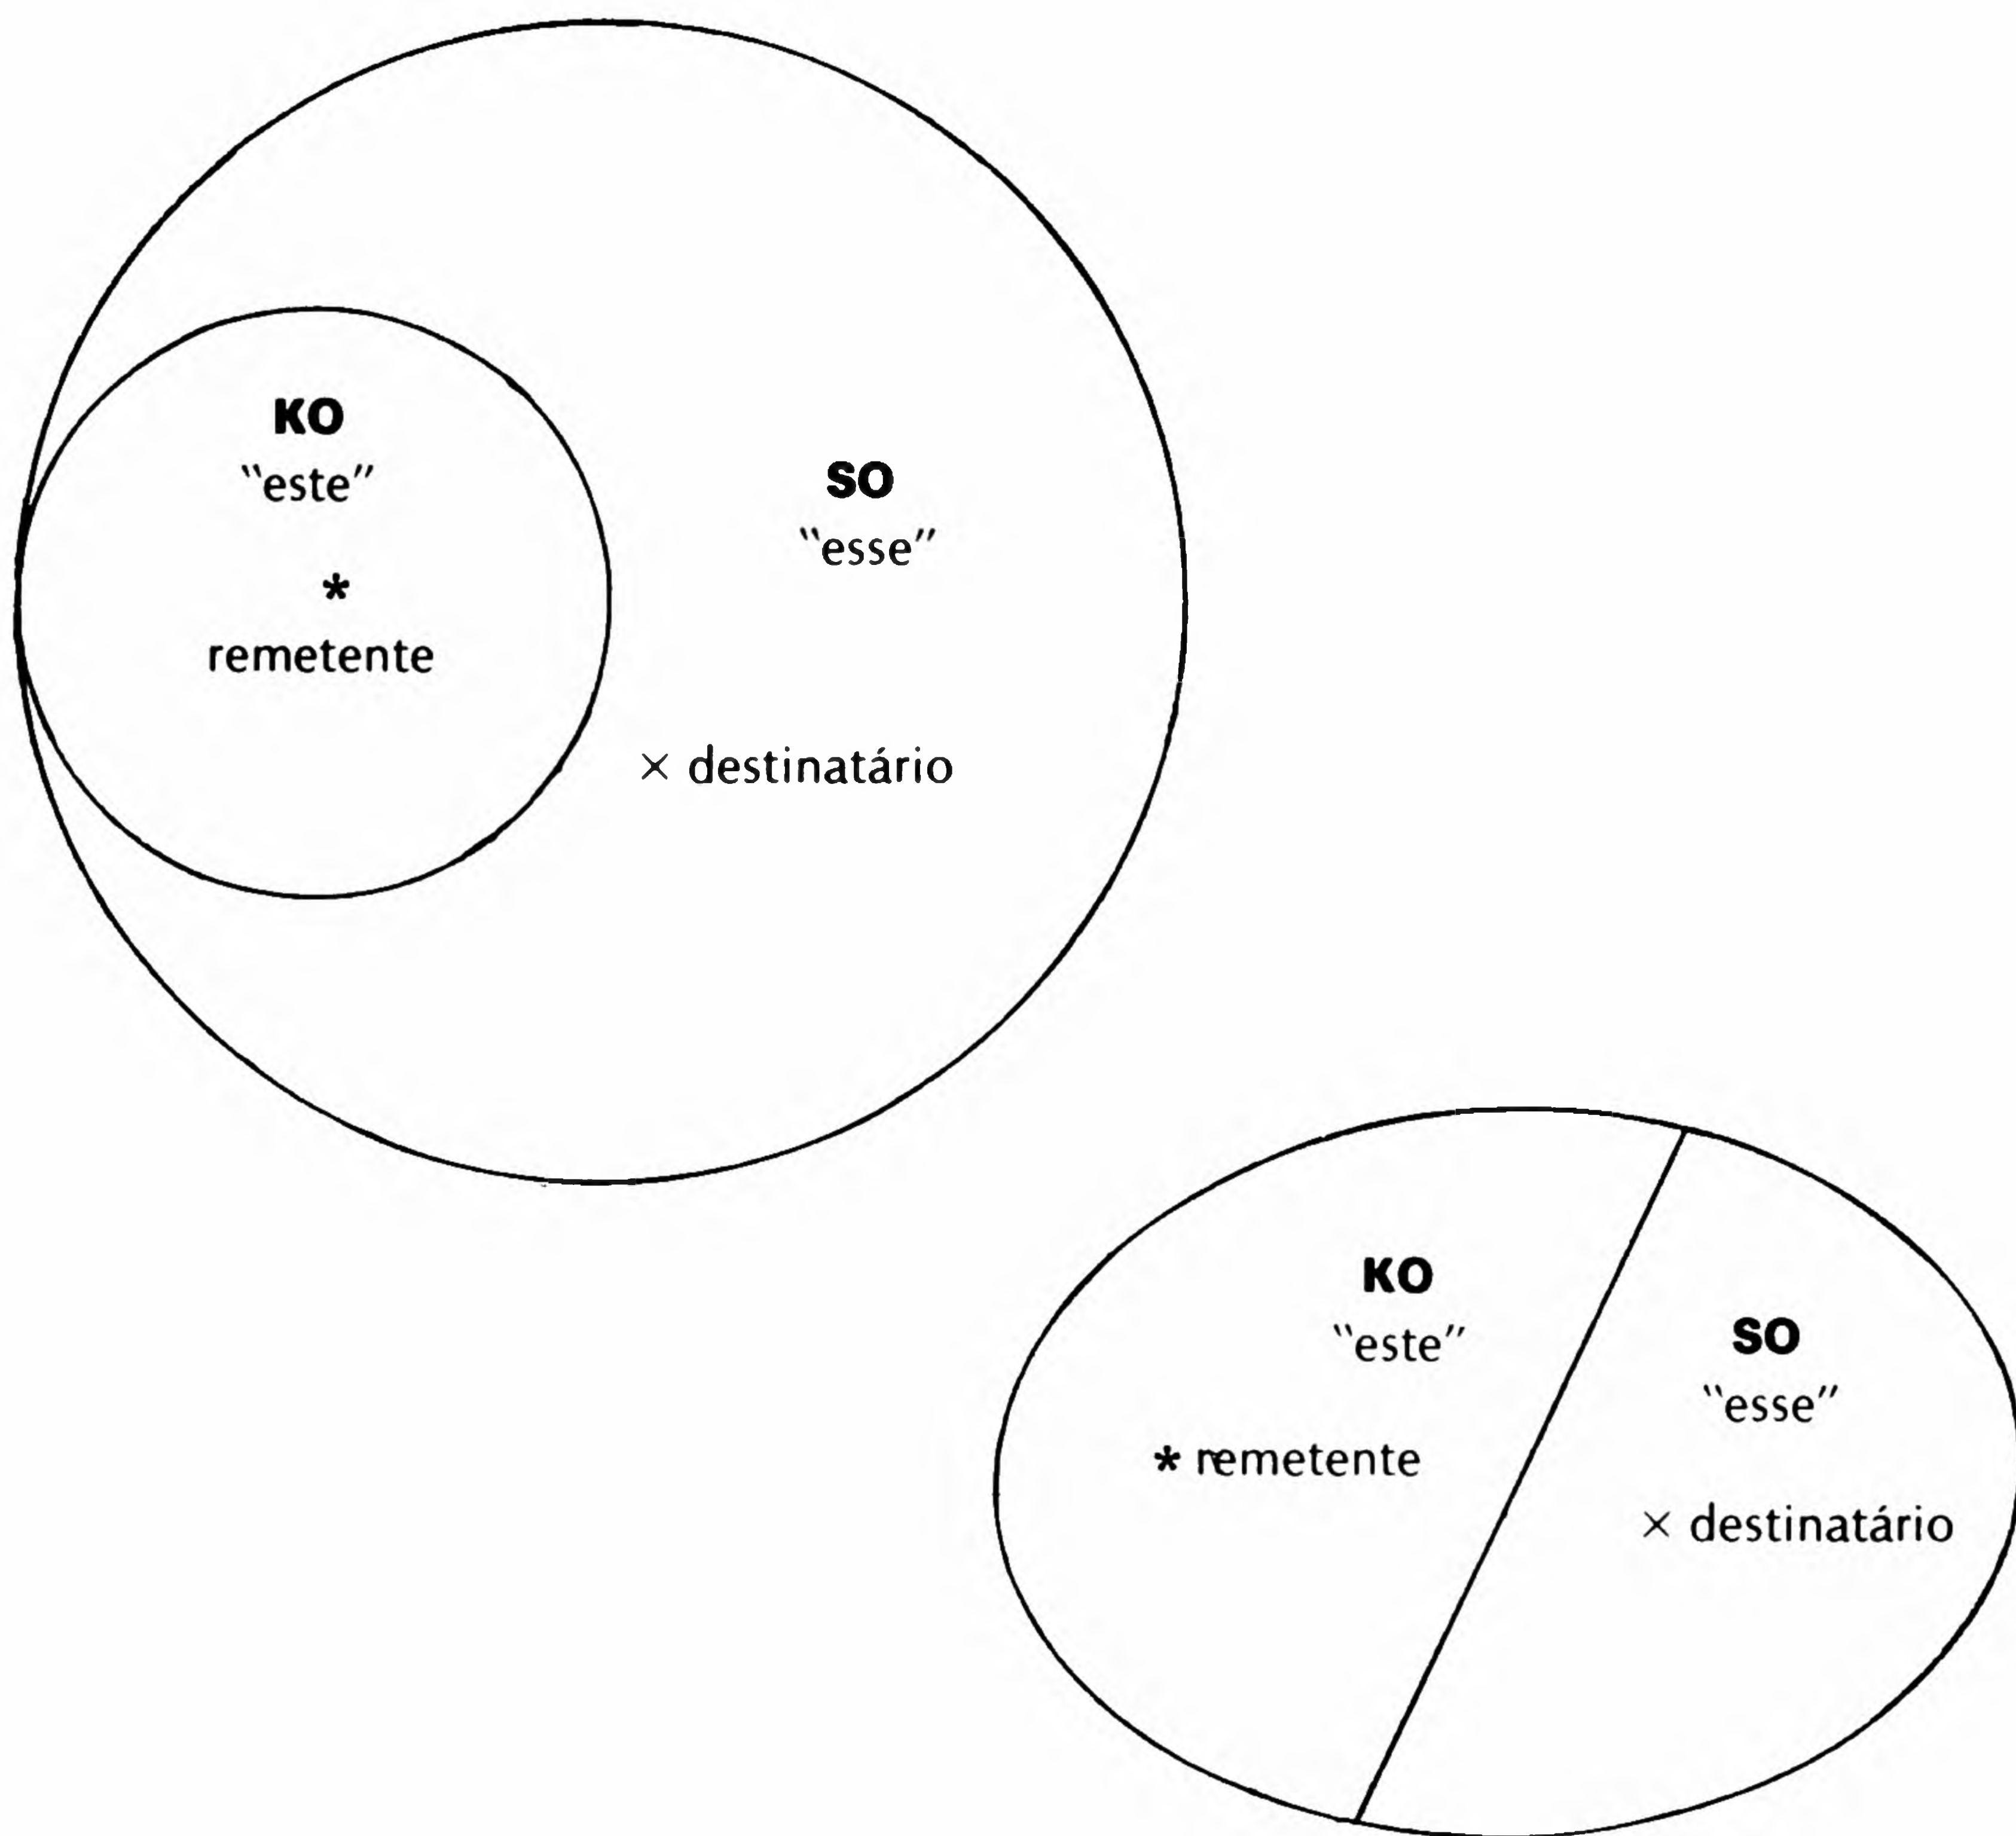 KO
"este"
*
remetente
SO
"esse"
× destinatário
KO
"este"
* remetente
SO
"esse"
× destinatário